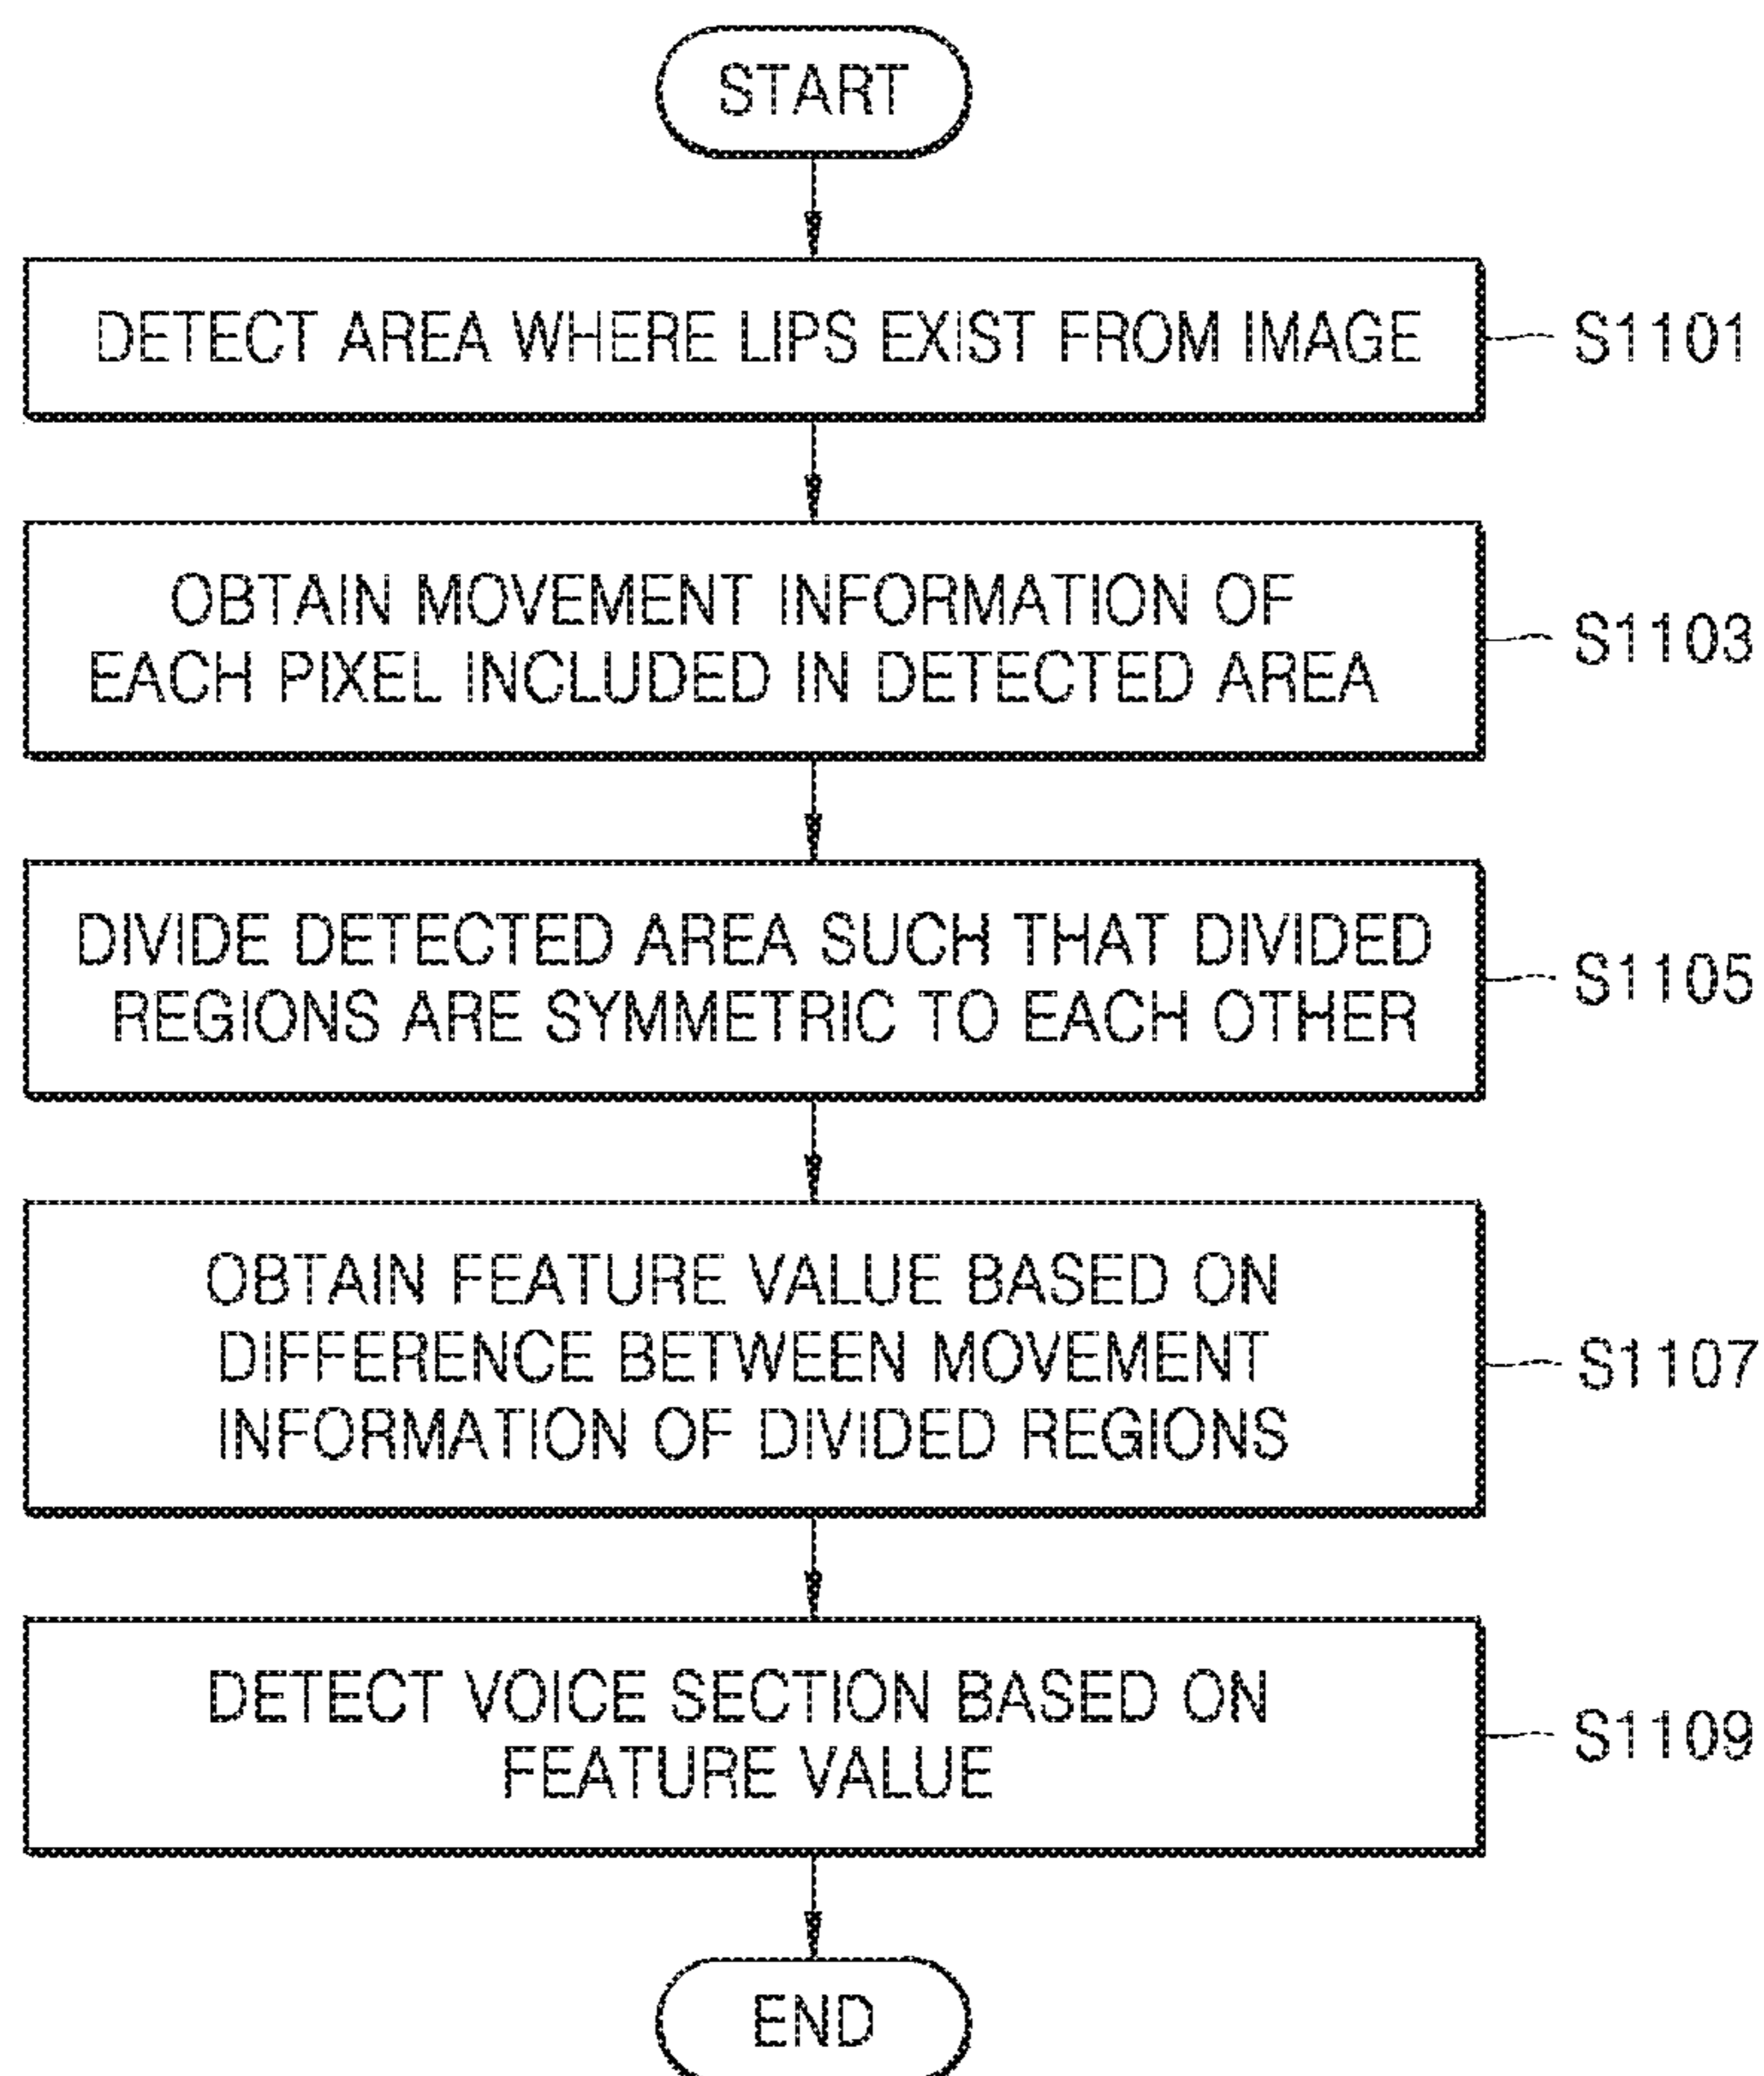 START
DETECT AREA WHERE LIPS EXIST FROM IMAGE
S1101
OBTAIN MOVEMENT INFORMATION OF
EACH PIXEL INCLUDED IN DETECTED AREA
S1103
DIVIDE DETECTED AREA SUCH THAT DIVIDED
REGIONS ARE SYMMETRIC TO EACH OTHER
S1105
OBTAIN FEATURE VALUE BASED ON
DIFFERENCE BETWEEN MOVEMENT
INFORMATION OF DIVIDED REGIONS
S1107
DETECT VOICE SECTION BASED ON
FEATURE VALUE
S1109
END